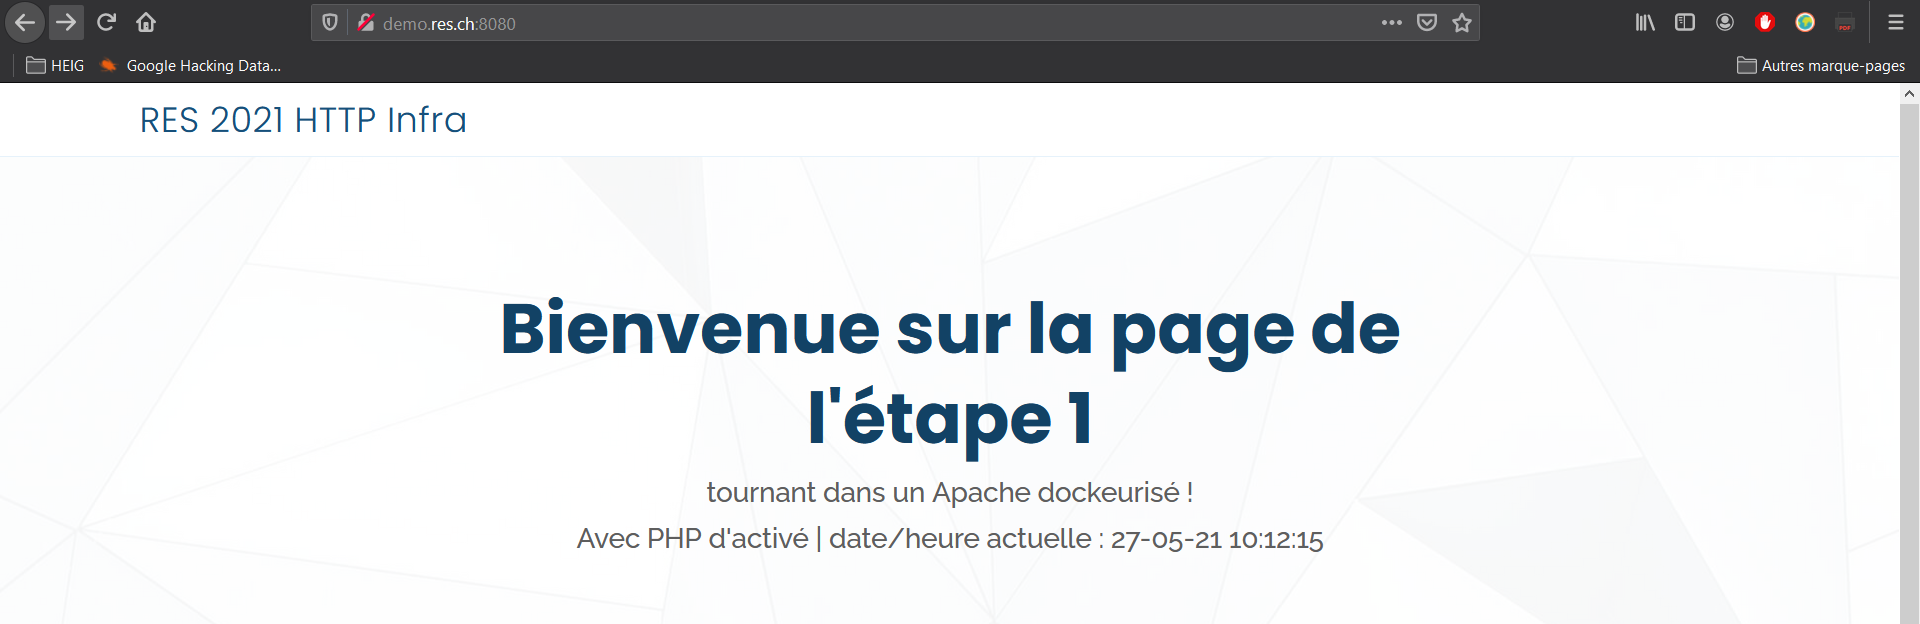 demo.res.ch:8080
HEIG
Google Hacking Data...
Autres marque-pages
RES 2021 HTTP Infra
Bienvenue sur la page de
l'étape 1
tournant dans un Apache dockeurisé !
Avec PHP d'activé | date/heure actuelle : 27-05-21 10:12:15
PDF